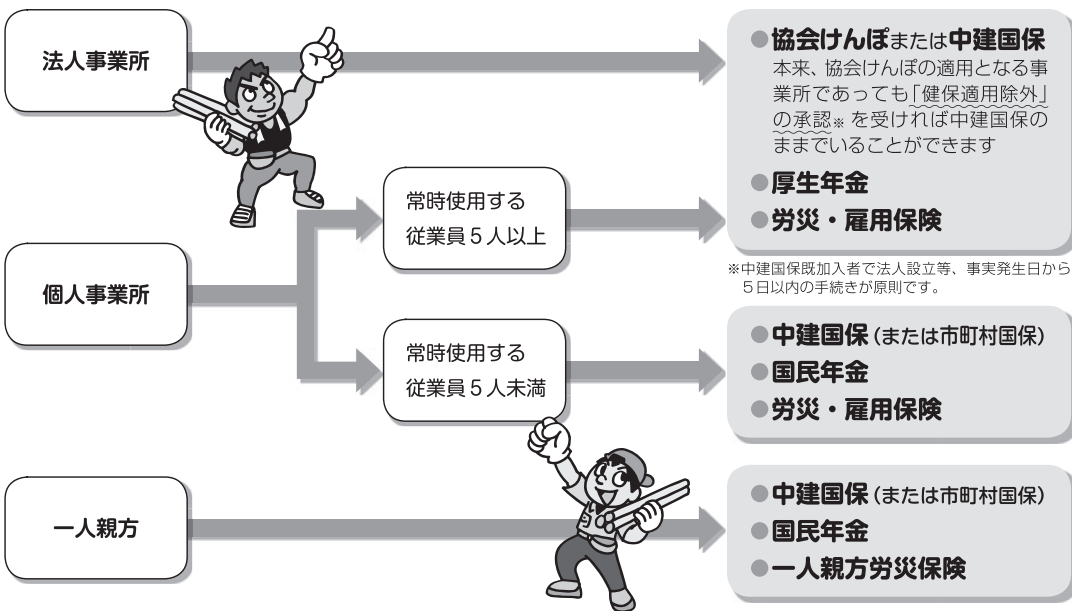 法人事業所
●協会けんぽまたは中建国保
本来、協会けんぽの適用となる事
業所であっても「健保適用除外」
の承認※を受ければ中建国保の
ままでいることができます
●厚生年金
●労災・雇用保険
※中建国保既加入者で法人設立等、事実発生日から
５日以内の手続きが原則です。
個人事業所
常時使用する
従業員５人以上
常時使用する
従業員５人未満
●中建国保（または市町村国保）
●国民年金
●労災・雇用保険
一人親方
●中建国保（または市町村国保）
●国民年金
●一人親方労災保険